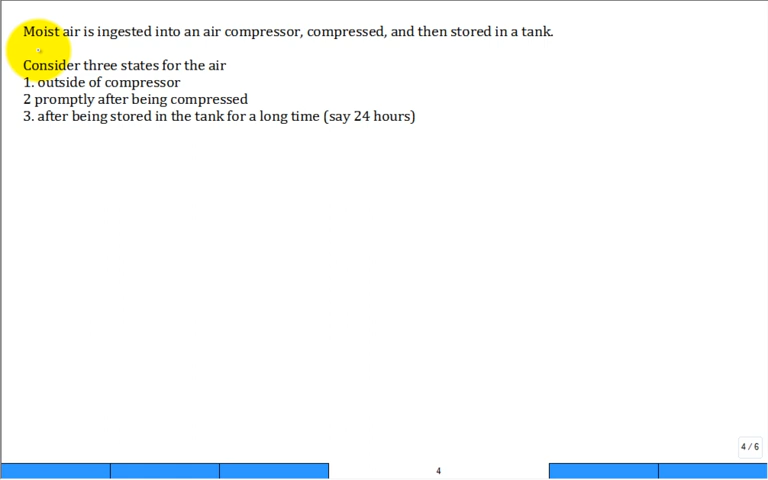 Moist air is ingested into an air compressor, compressed, and then stored in a tank.
Consider three states for the air
1. outside of compressor
2 promptly after being compressed
3. after being stored in the tank for a long time (say 24 hours)
4 / 6
4